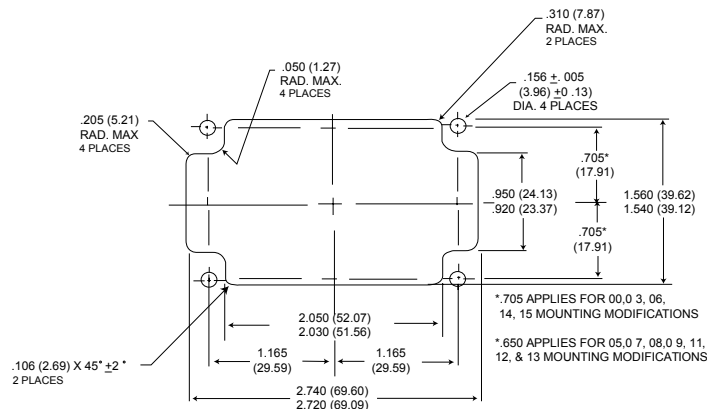 .310 (7.87)
RAD. MAX.
2 PLACES
.050 (1.27)
RAD. MAX.
4 PLACES
.156 +. 005
(3.96) +0 .13)
DIA. 4 PLACES
.205 (5.21)
RAD. MAX
4 PLACES
.705*
(17.91)
.950 (24.13)
.920 (23.37)
1.560 (39.62)
1.540 (39.12)
.705*
(17.91)
*.705 APPLIES FOR 00,0 3, 06,
14, 15 MOUNTING MODIFICATIONS
2.050 (52.07)
2.030 (51.56)
*.650 APPLIES FOR 05,0 7, 08,0 9, 11,
12, & 13 MOUNTING MODIFICATIONS
.106 (2.69) X 45° +2 °
2 PLACES
1.165
(29.59)
1.165
(29.59)
2.740 (69.60)
2.720 (69.09)